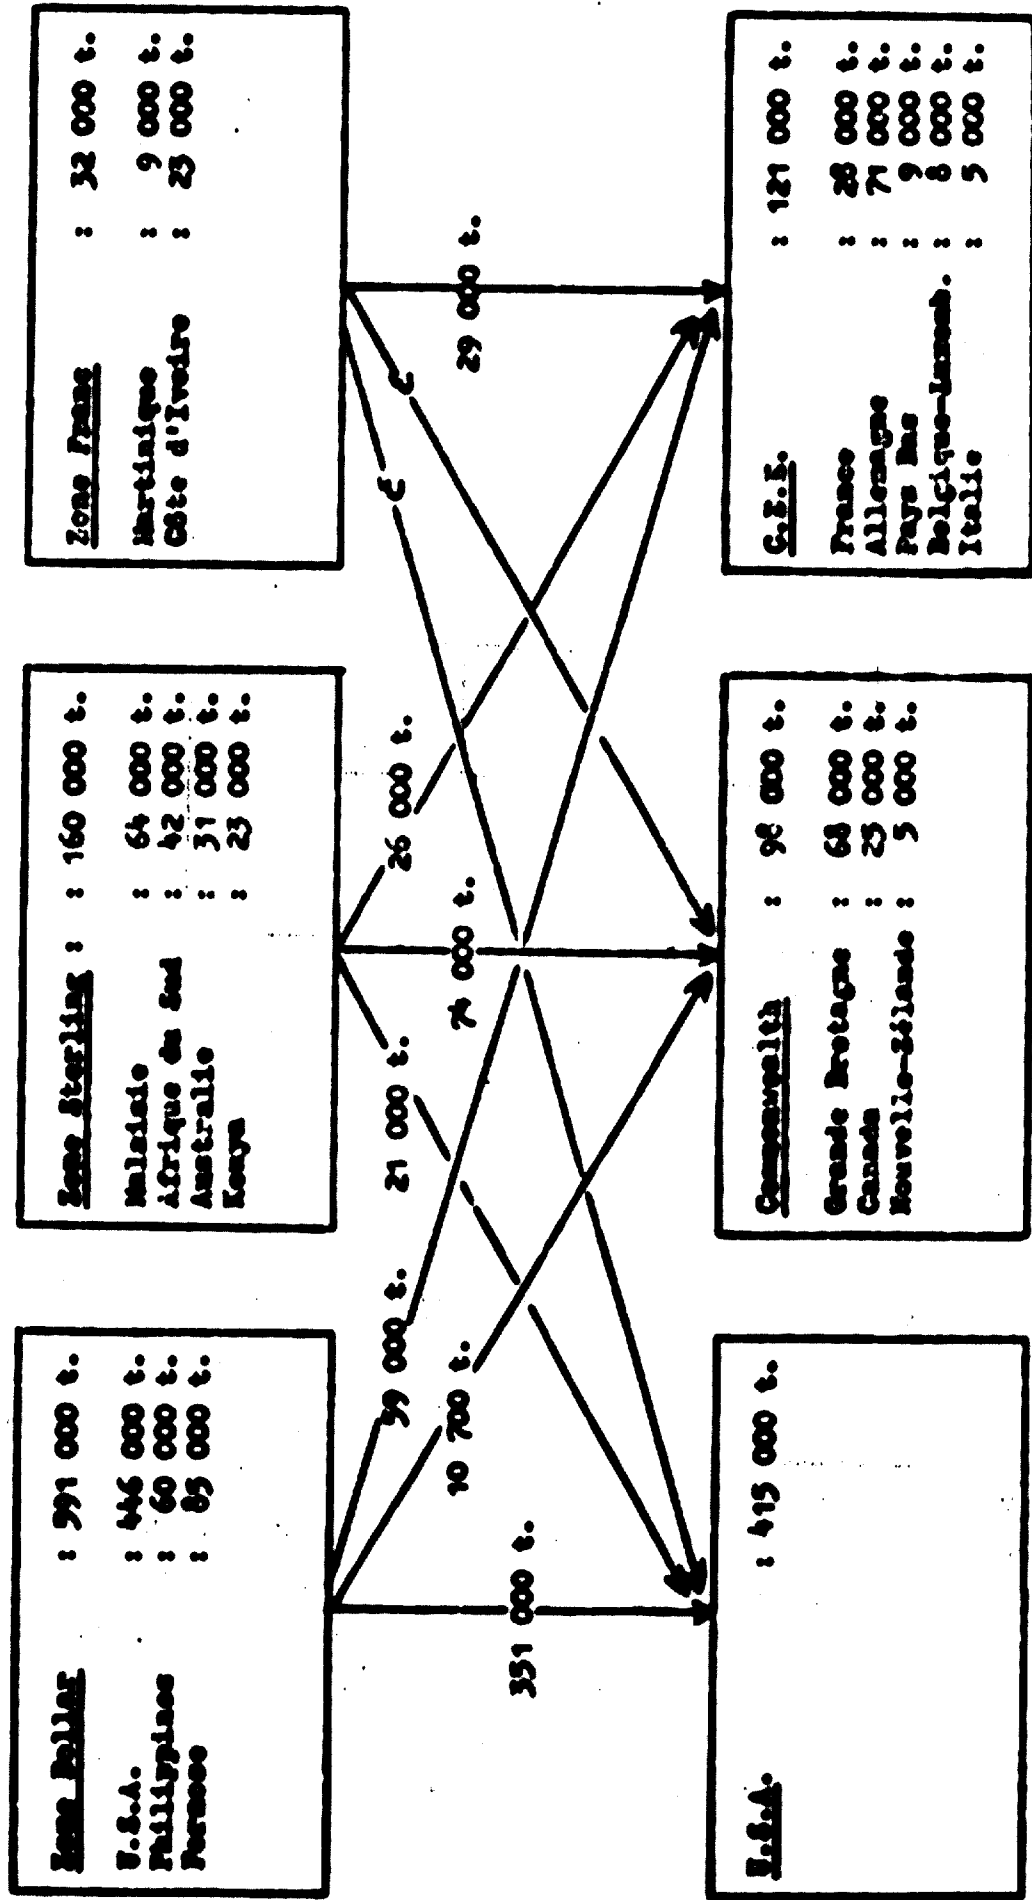 Zone Dollar : 591 000 t.
U.S.A. : 446 000 t.
Philippines : 60 000 t.
Formose : 85 000 t.
Zone Sterling : : 160 000 t.
Malaisie : 64 000 t.
Afrique du Sud : 42 000 t.
Australie : 31 000 t.
Kenya : 23 000 t.
Zone Franc : 32 000 t.
Martinique : 9 000 t.
Côte d'Ivoire : 23 000 t.
59 000 t.
10 700 t.
351 000 t.
21 000 t.
74 000 t.
26 000 t.
ε
ε
29 000 t.
U.S.A. : 415 000 t.
Commonwealth : 98 000 t.
Grande Bretagne : 68 000 t.
Canada : 25 000 t.
Nouvelle-Zélande : 5 000 t.
C.E.E. : 121 000 t.
France : 28 000 t.
Allemagne : 71 000 t.
Pays Bas : 9 000 t.
Belgique-Luxemb. : 8 000 t.
Italie : 5 000 t.